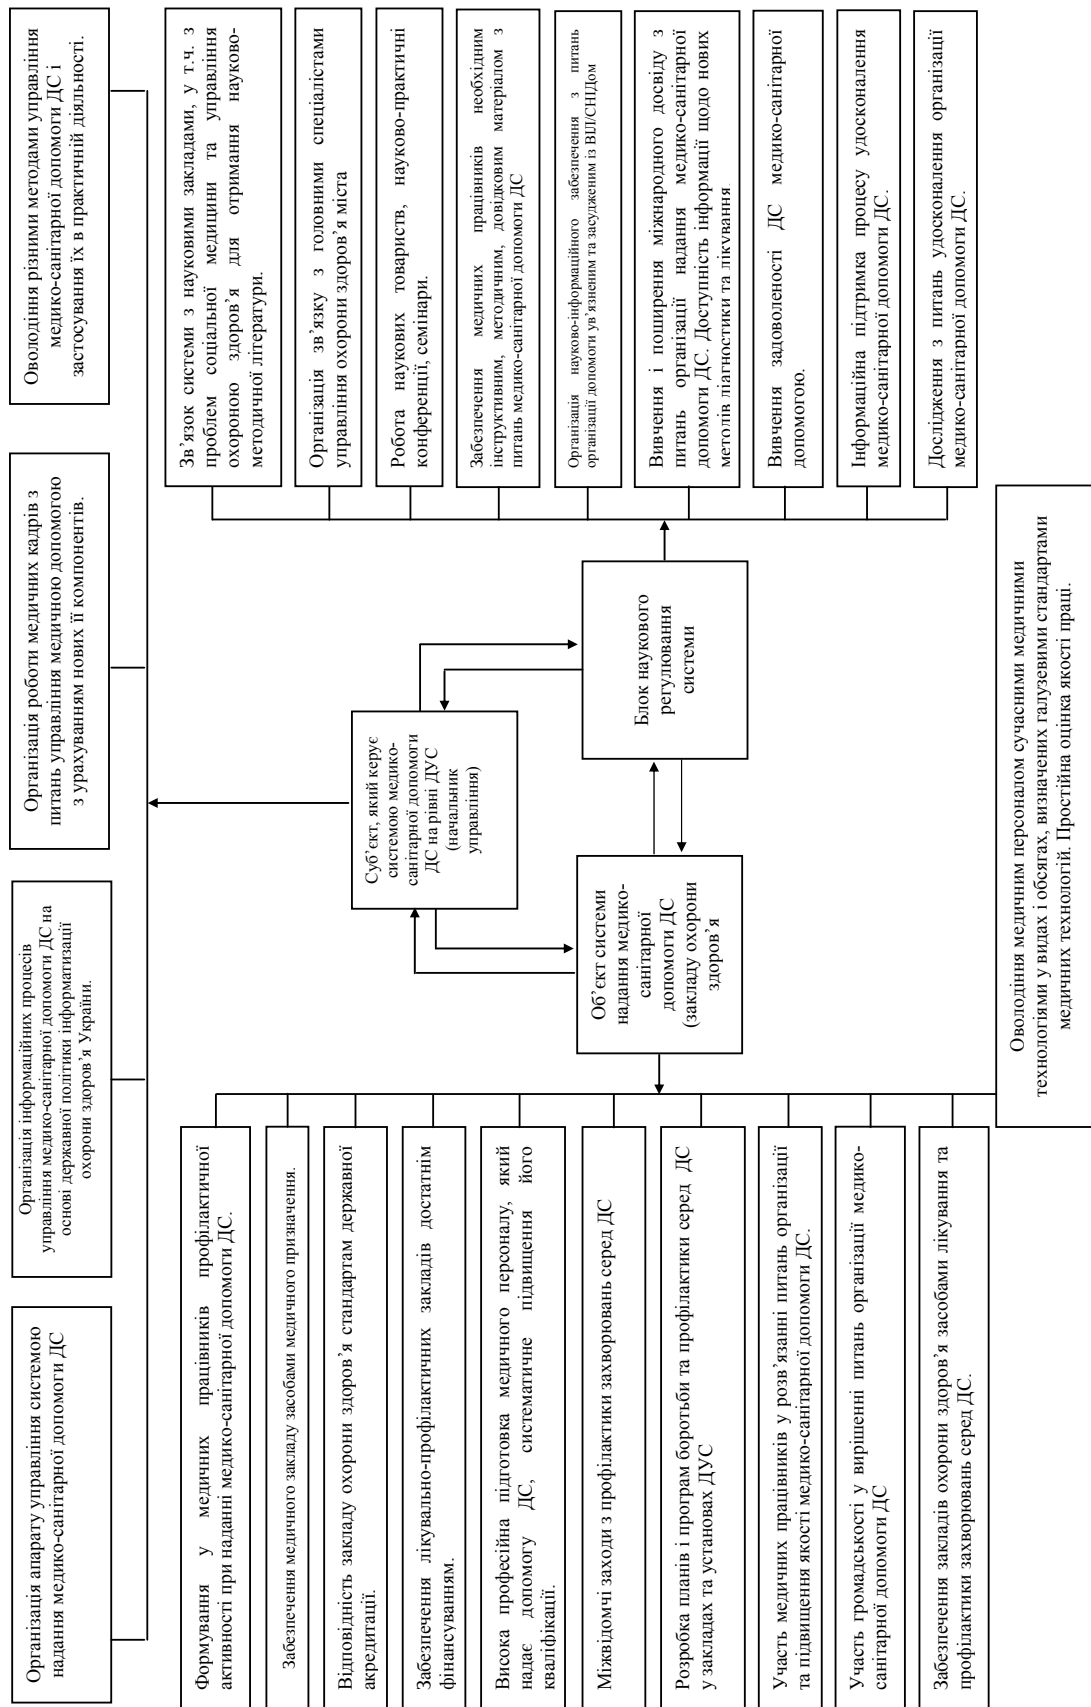 Організація апарату управління системою
надання медико-санітарної допомоги ДС
Організація інформаційних процесів
управління медико-санітарної допомоги ДС на
основі державної політики інформатизації
охорони здоров'я України.
Організація роботи медичних кадрів з
питань управління медичною допомогою
з урахуванням нових її компонентів.
Оволодіння різними методами управління
медико-санітарної допомоги ДС і
застосування їх в практичній діяльності.
Формування у медичних працівників профілактичної
активності при наданні медико-санітарної допомоги ДС.
Забезпечення медичного закладу засобами медичного призначення.
Відповідність закладу охорони здоров'я стандартам державної
акредитації.
Забезпечення лікувально-профілактичних закладів достатнім
фінансуванням.
Висока професійна підготовка медичного персоналу, який
надає допомогу ДС, систематичне підвищення його
кваліфікації.
Міжвідомчі заходи з профілактики захворювань серед ДС
Розробка планів і програм боротьби та профілактики серед ДС
у закладах та установах ДУС
Участь медичних працівників у розв'язанні питань організації
та підвищення якості медико-санітарної допомоги ДС.
Участь громадськості у вирішенні питань організації медико-
санітарної допомоги ДС
Забезпечення закладів охорони здоров'я засобами лікування та
профілактики захворювань серед ДС.
Суб'єкт, який керує
системою медико-
санітарної допомоги
ДС на рівні ДУС
(начальник
управління)
Об'єкт системи
надання медико-
санітарної
допомоги ДС
(закладу охорони
здоров'я
Блок наукового
регулювання
системи
Зв'язок системи з науковими закладами, у т.ч. з
проблем соціальної медицини та управління
охороною здоров'я для отримання науково-
методичної літератури.
Організація зв'язку з головними спеціалістами
управління охорони здоров'я міста
Робота наукових товариств, науково-практичні
конференції, семінари.
Забезпечення медичних працівників необхідним
інструктивним, методичним, довідковим матеріалом з
питань медико-санітарної допомоги ДС
Організація науково-інформаційного забезпечення з питань
організації допомоги ув'язненим та засудженим із ВІЛ/СНІДом
Вивчення і поширення міжнародного досвіду з
питань організації надання медико-санітарної
допомоги ДС. Доступність інформації щодо нових
метолів ліагностики та лікування
Вивчення задоволеності ДС медико-санітарною
допомогою.
Інформаційна підтримка процесу удосконалення
медико-санітарної допомоги ДС.
Дослідження з питань удосконалення організації
медико-санітарної допомоги ДС.
Оволодіння медичним персоналом сучасними медичними
технологіями у видах і обсягах, визначених галузевими стандартами
медичних технологій. Простійна оцінка якості праці.